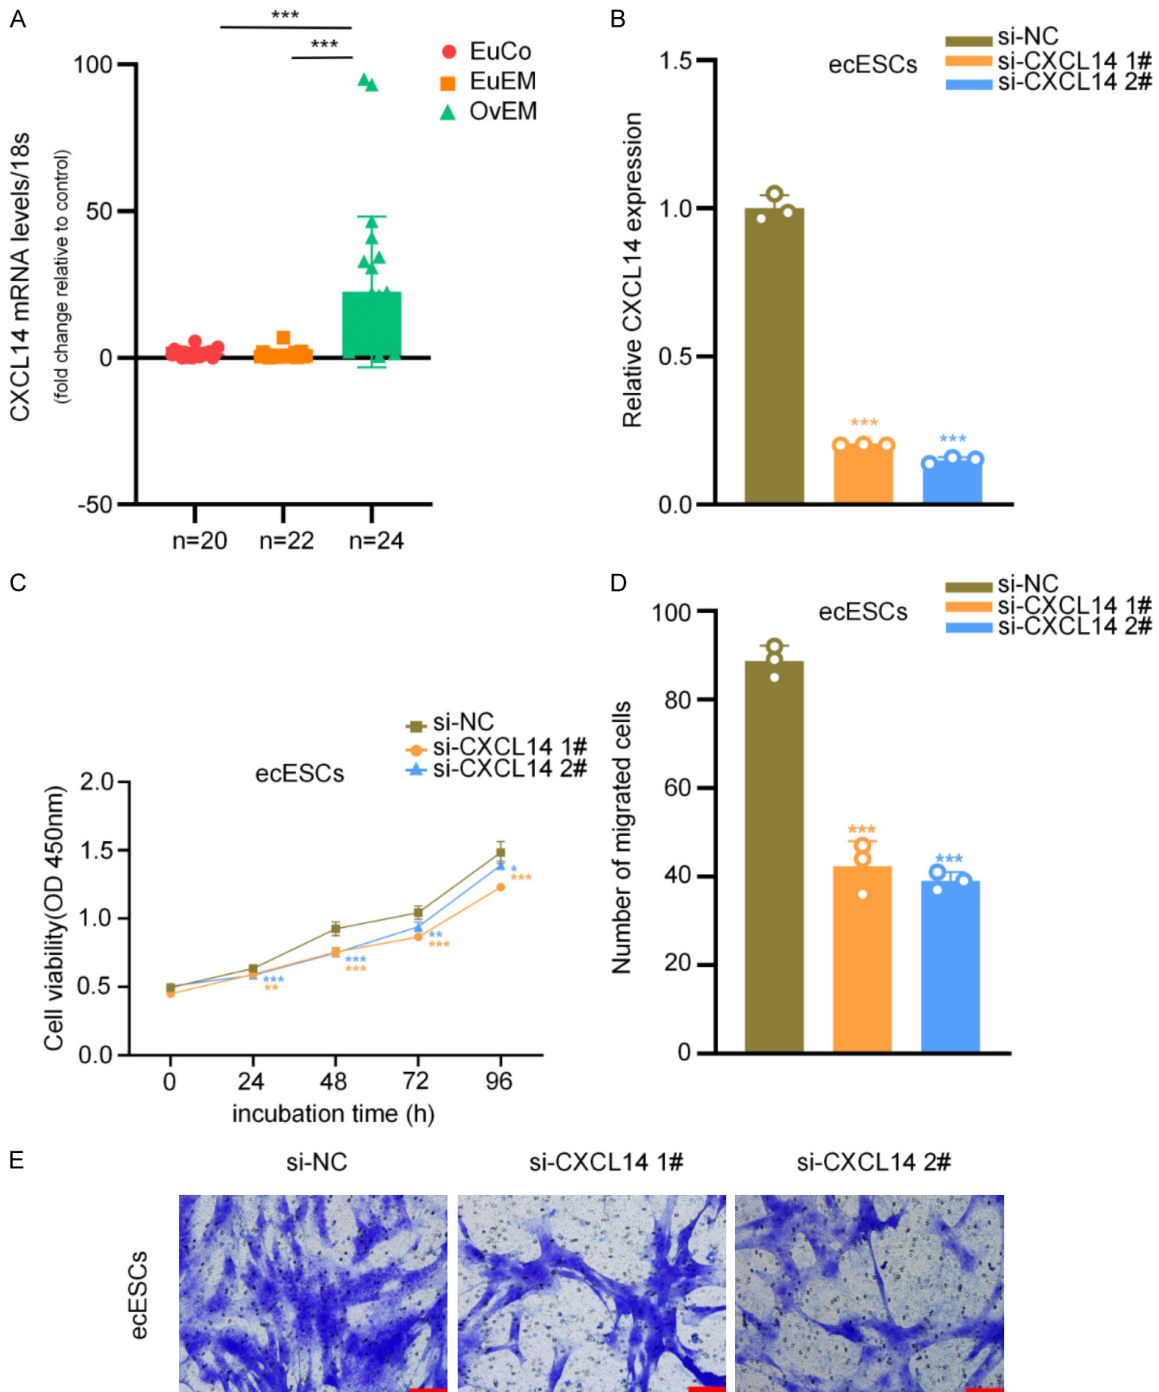 A
***
***
EuCo
EuEM
OvEM
CXCL14 mRNA levels/18s
(fold change relative to control)
100
50
0
-50
n=20
n=22
n=24
B
si-NC
si-CXCL14 1#
si-CXCL14 2#
ecESCs
Relative CXCL14 expression
1.5
1.0
0.5
0.0
***
***
C
si-NC
si-CXCL14 1#
si-CXCL14 2#
ecESCs
Cell viability(OD 450nm)
2.0
1.5
1.0
0.5
0.0
***
**
***
***
**
***
*
***
0
24
48
72
96
incubation time (h)
D
si-NC
si-CXCL14 1#
si-CXCL14 2#
ecESCs
Number of migrated cells
100
80
60
40
20
0
***
***
E
si-NC
si-CXCL14 1#
si-CXCL14 2#
ecESCs